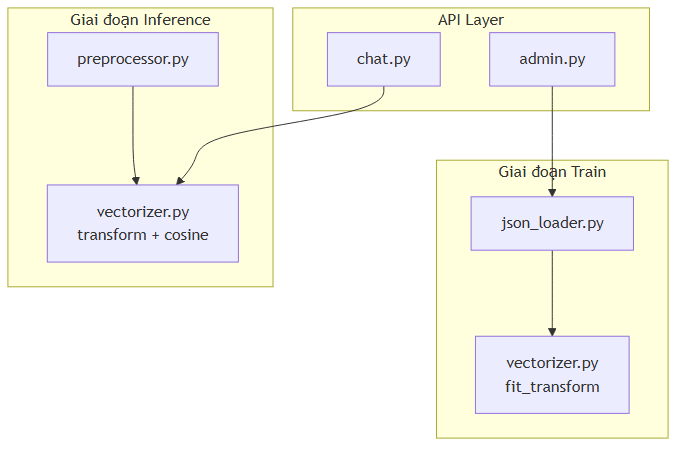 Giai đoạn Inference
preprocessor.py
vectorizer.py
transform + cosine
API Layer
chat.py
admin.py
Giai đoạn Train
json_loader.py
vectorizer.py
fit_transform